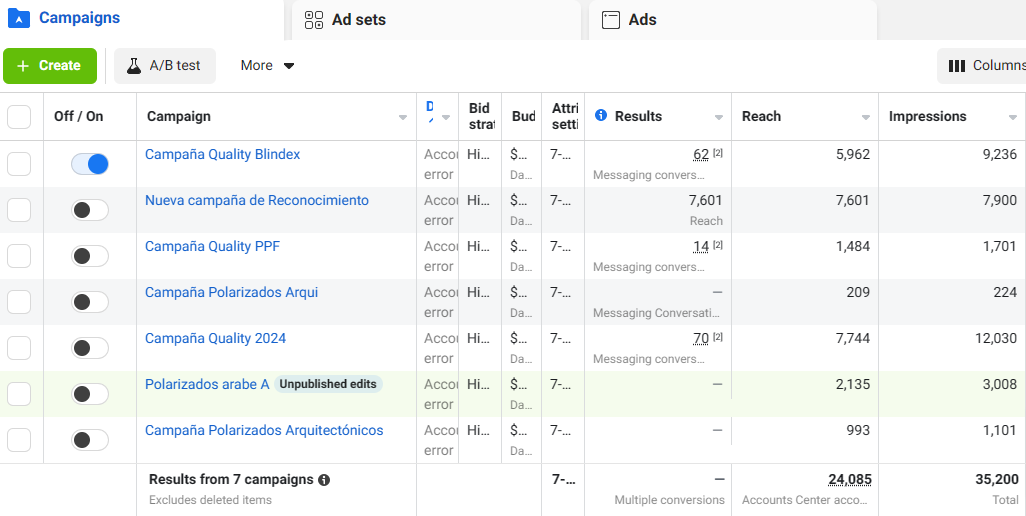 Campaigns
Ad sets
Ads
+ Create
A/B test
More
Columns
Off / On
Campaign
Bid
Bud
Attri
Results
Reach
Impressions
Campaña Quality Blindex
Accou
error
Hi...
$...
Da...
7-...
62 [2]
Messaging convers...
5,962
9,236
Nueva campaña de Reconocimiento
Accou
error
Hi...
$...
Da...
7-...
7,601
Reach
7,601
7,900
Campaña Quality PPF
Accou
error
Hi...
$...
Da...
7-...
14 [2]
Messaging convers...
1,484
1,701
Campaña Polarizados Arqui
Accou
error
Hi...
$...
Da...
7-...
—
Messaging Conversati...
209
224
Campaña Quality 2024
Accou
error
Hi...
$...
Da...
7-...
70 [2]
Messaging convers...
7,744
12,030
Polarizados arabe A Unpublished edits
Accou
error
Hi...
$...
Da...
7-...
—
2,135
3,008
Campaña Polarizados Arquitectónicos
Accou
error
Hi...
$...
Da...
7-...
—
993
1,101
Results from 7 campaigns
Excludes deleted items
7-...
—
Multiple conversions
24,085
Accounts Center acco...
35,200
Total